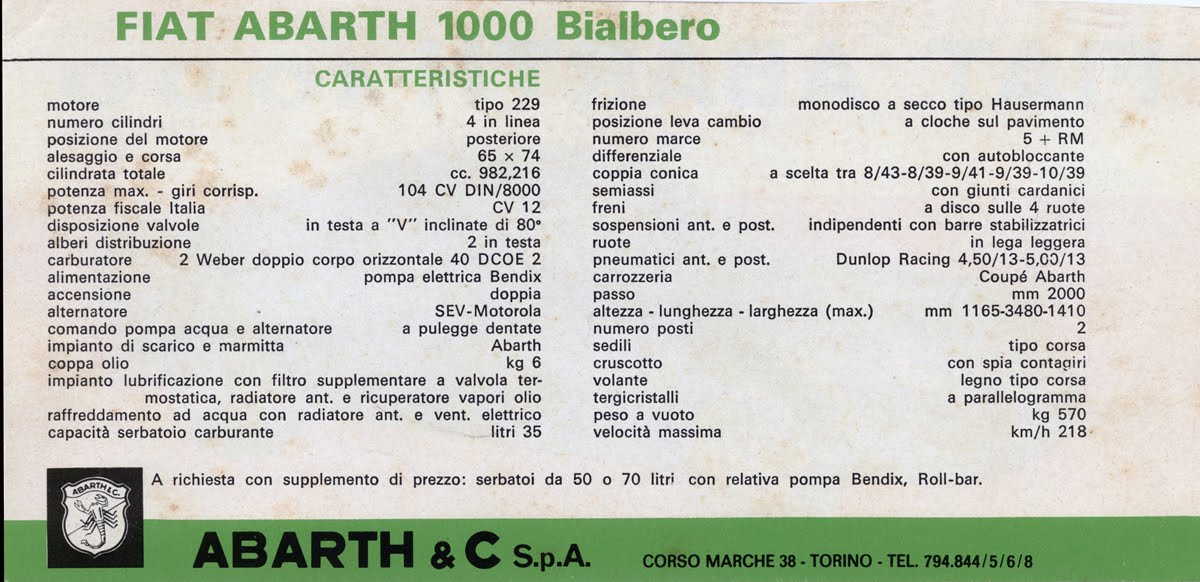 FIAT ABARTH 1000 Bialbero
CARATTERISTICHE
motore tipo 229
numero cilindri 4 in linea
posizione del motore posteriore
alesaggio e corsa 65 × 74
cilindrata totale cc. 982,216
potenza max. - giri corrisp. 104 CV DIN/8000
potenza fiscale Italia CV 12
disposizione valvole in testa a "V" inclinate di 80°
alberi distribuzione 2 in testa
carburatore 2 Weber doppio corpo orizzontale 40 DCOE 2
alimentazione pompa elettrica Bendix
accensione doppia
alternatore SEV-Motorola
comando pompa acqua e alternatore a pulegge dentate
impianto di scarico e marmitta Abarth
coppa olio kg 6
impianto lubrificazione con filtro supplementare a valvola ter-
mostatica, radiatore ant. e ricuperatore vapori olio
raffreddamento ad acqua con radiatore ant. e vent. elettrico
capacità serbatoio carburante litri 35
frizione monodisco a secco tipo Hausermann
posizione leva cambio a cloche sul pavimento
numero marce 5 + RM
differenziale con autobloccante
coppia conica a scelta tra 8/43-8/39-9/41-9/39-10/39
semiassi con giunti cardanici
freni a disco sulle 4 ruote
sospensioni ant. e post. indipendenti con barre stabilizzatrici
ruote in lega leggera
pneumatici ant. e post. Dunlop Racing 4,50/13-5,00/13
carrozzeria Coupé Abarth
passo mm 2000
altezza - lunghezza - larghezza (max.) mm 1165-3480-1410
numero posti 2
sedili tipo corsa
cruscotto con spia contagiri
volante legno tipo corsa
tergicristalli a parallelogramma
peso a vuoto kg 570
velocità massima km/h 218
A richiesta con supplemento di prezzo: serbatoi da 50 o 70 litri con relativa pompa Bendix, Roll-bar.
ABARTH & C.
ABARTH & C S.p.A. CORSO MARCHE 38 - TORINO - TEL. 794.844/5/6/8